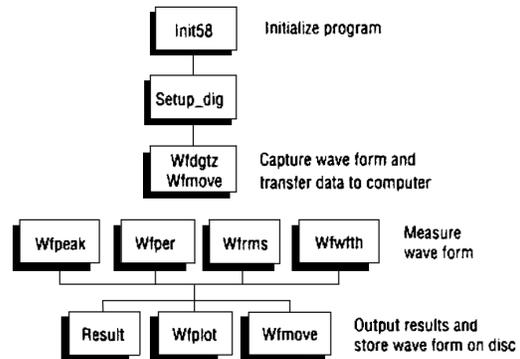 Init58 Initialize program
Setup_dig
Wfdgtz
Wfmove
Capture wave form and
transfer data to computer
Wfpeak Wfper Wfrms Wfwfth
Measure
wave form
Result Wfplot Wfmove
Output results and
store wave form on disc